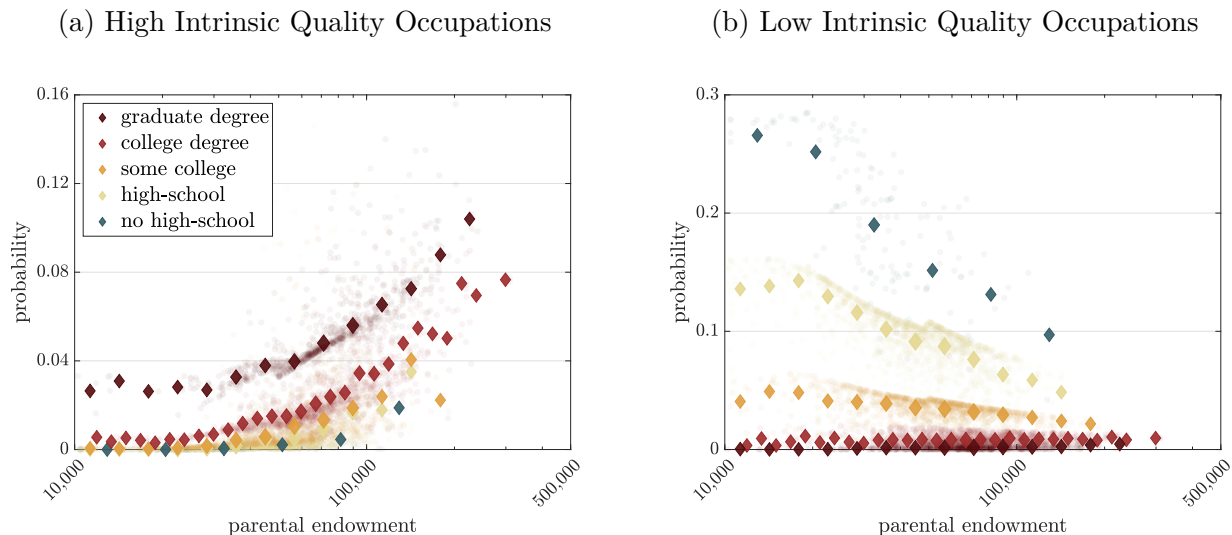 (a) High Intrinsic Quality Occupations
0.16
0.12
0.08
0.04
0
probability
graduate degree
college degree
some college
high-school
no high-school
10,000
100,000
500,000
parental endowment
(b) Low Intrinsic Quality Occupations
0.3
0.2
0.1
0
probability
10,000
100,000
500,000
parental endowment